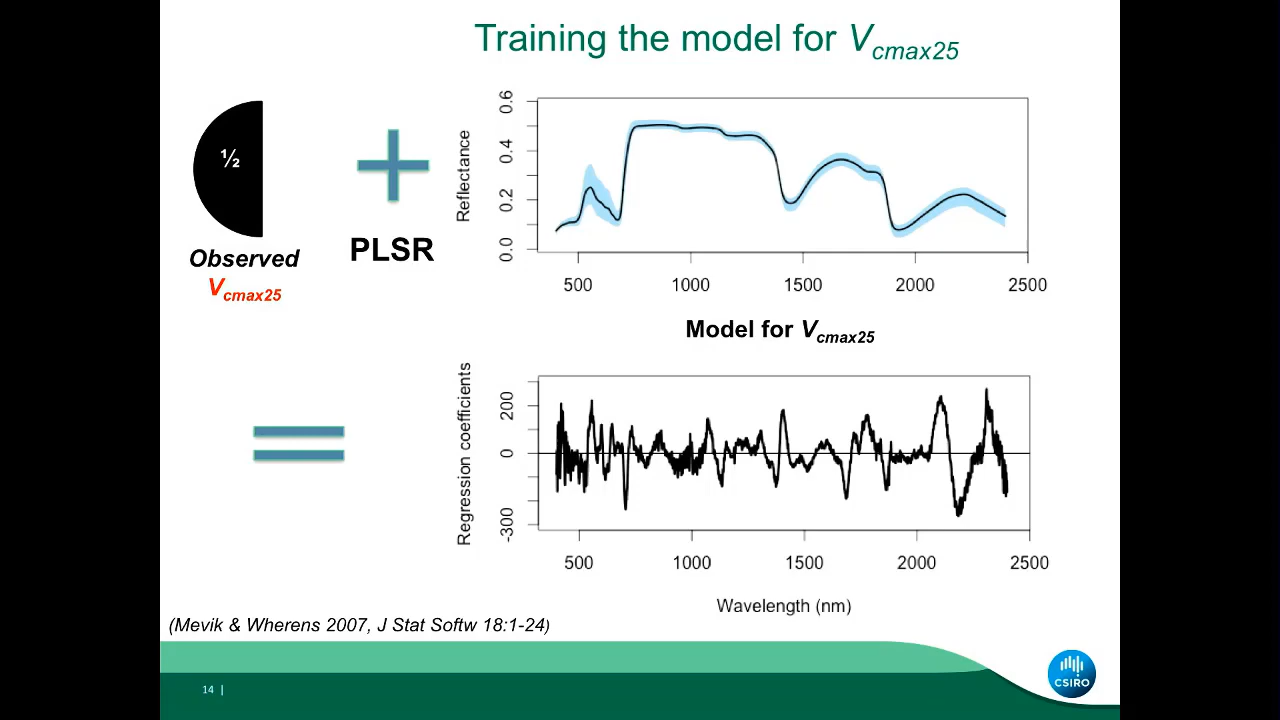 Training the model for Vcmax25
½
Observed
Vcmax25
PLSR
Reflectance
0.6
0.4
0.2
0.0
500 1000 1500 2000 2500
Model for Vcmax25
Regression coefficients
200
0
-300
500 1000 1500 2000 2500
Wavelength (nm)
(Mevik & Wherens 2007, J Stat Softw 18:1-24)
14 |
CSIRO